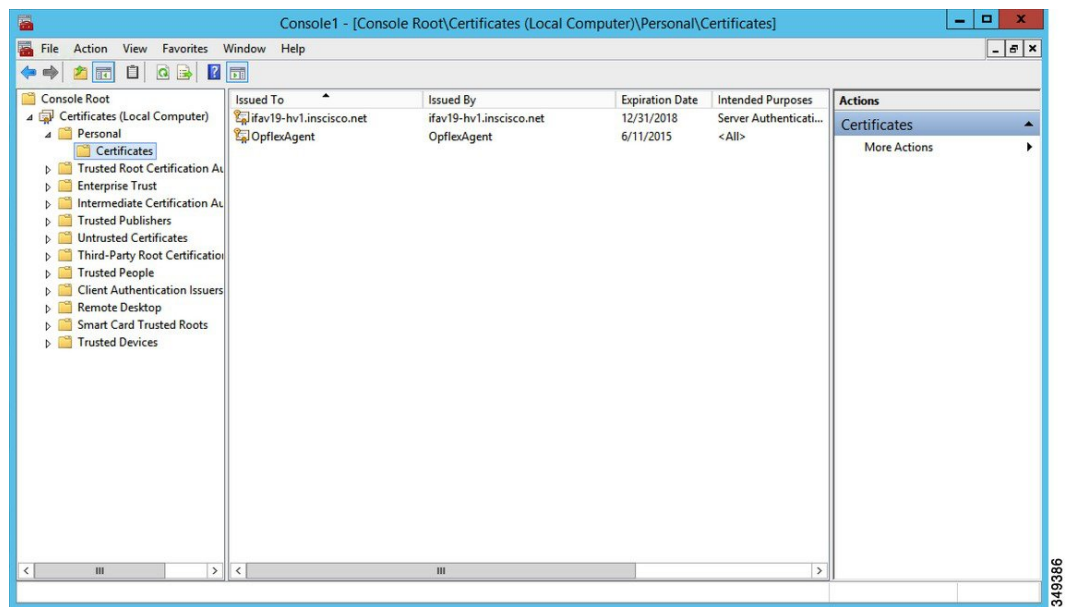 Console1 - [Console Root\Certificates (Local Computer)\Personal\Certificates]
File Action View Favorites Window Help
Console Root
Certificates (Local Computer)
Personal
Certificates
Trusted Root Certification Au
Enterprise Trust
Intermediate Certification Au
Trusted Publishers
Untrusted Certificates
Third-Party Root Certification
Trusted People
Client Authentication Issuers
Remote Desktop
Smart Card Trusted Roots
Trusted Devices
Issued To Issued By Expiration Date Intended Purposes
ifav19-hv1.inscisco.net ifav19-hv1.inscisco.net 12/31/2018 Server Authenticati...
OpflexAgent OpflexAgent 6/11/2015 <All>
Actions
Certificates
More Actions
349386